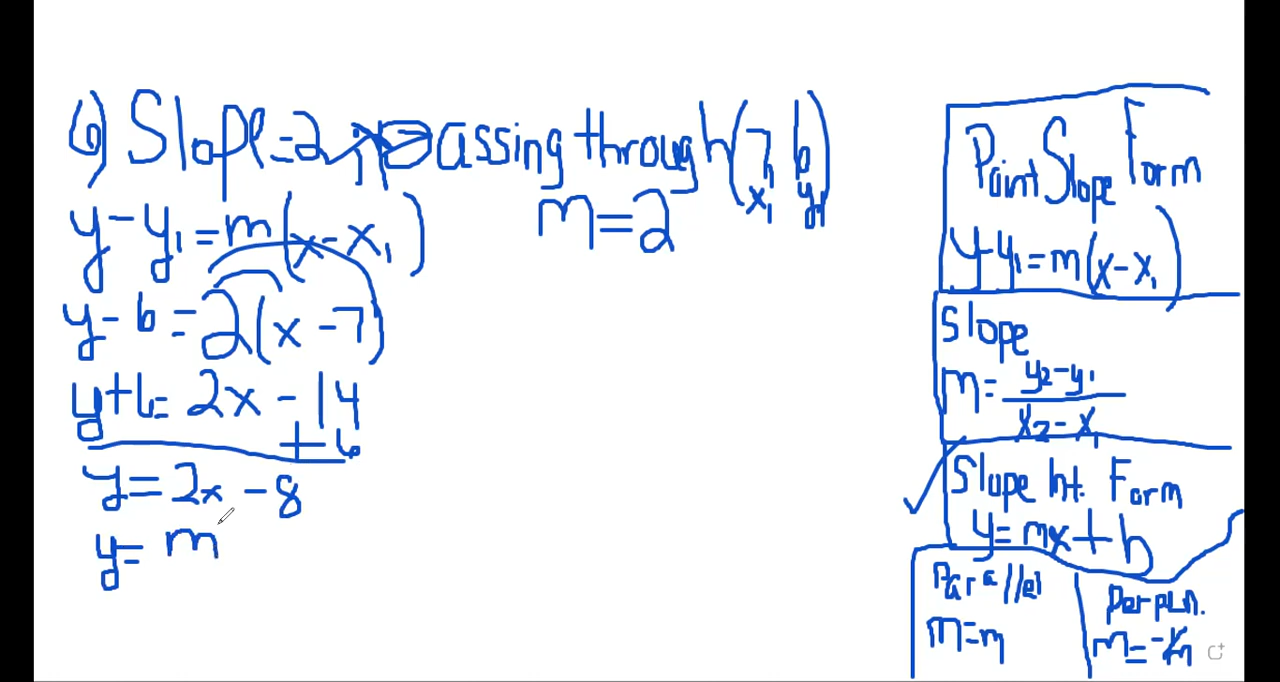 6) Slope=2, passing through (7, 6)
x₁ y₁
y-y₁=m(x-x₁)
m=2
y-6=2(x-7)
y+6=2x-14
+6
y=2x-8
y=m
Point Slope Form
y-y₁=m(x-x₁)
Slope
m=y₂-y₁/x₂-x₁
Slope Int. Form
y=mx+b
Parallel
m=m
Perpen.
m=-1/m